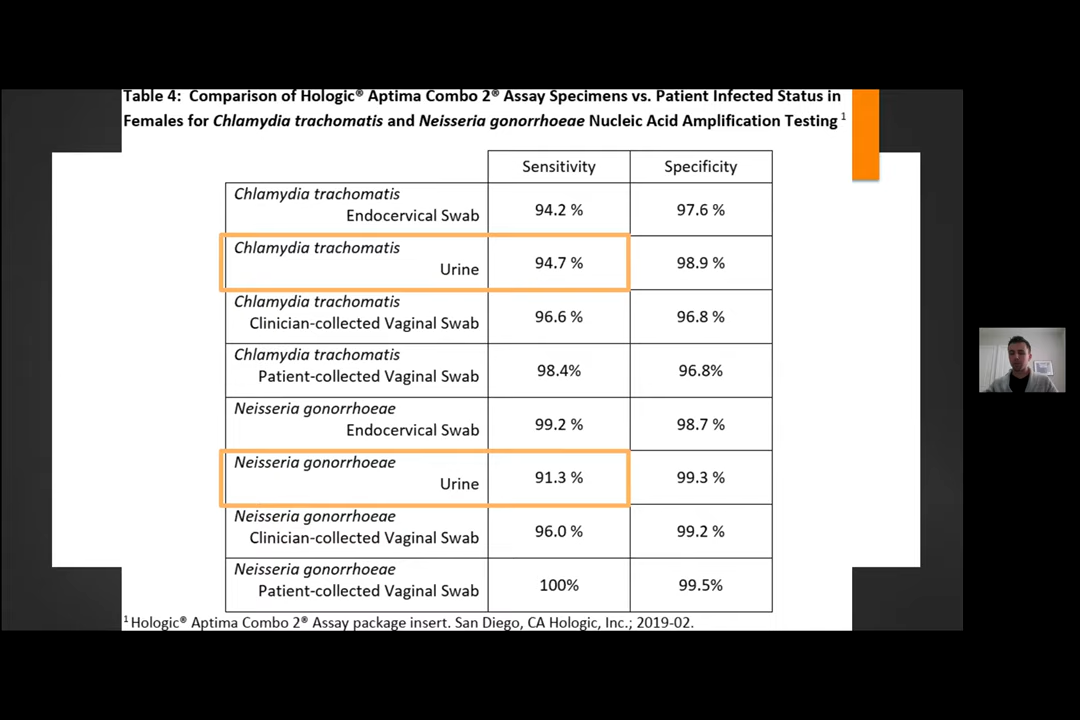 Table 4:  Comparison of Hologic® Aptima Combo 2® Assay Specimens vs. Patient Infected Status in
Females for Chlamydia trachomatis and Neisseria gonorrhoeae Nucleic Acid Amplification Testing 1
Sensitivity Specificity
Chlamydia trachomatis
Endocervical Swab 94.2 % 97.6 %
Chlamydia trachomatis
Urine 94.7 % 98.9 %
Chlamydia trachomatis
Clinician-collected Vaginal Swab 96.6 % 96.8 %
Chlamydia trachomatis
Patient-collected Vaginal Swab 98.4% 96.8%
Neisseria gonorrhoeae
Endocervical Swab 99.2 % 98.7 %
Neisseria gonorrhoeae
Urine 91.3 % 99.3 %
Neisseria gonorrhoeae
Clinician-collected Vaginal Swab 96.0 % 99.2 %
Neisseria gonorrhoeae
Patient-collected Vaginal Swab 100% 99.5%
1 Hologic® Aptima Combo 2® Assay package insert. San Diego, CA Hologic, Inc.; 2019-02.